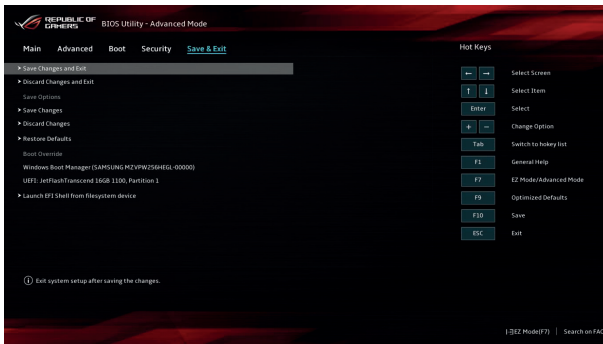 REPUBLIC OF
GAMERS
BIOS Utility - Advanced Mode
Main Advanced Boot Security Save & Exit
Save Changes and Exit
Discard Changes and Exit
Save Options
Save Changes
Discard Changes
Restore Defaults
Boot Override
Windows Boot Manager (SAMSUNG MZVPW256HEGL-00000)
UEFI: JetFlashTranscend 16GB 1100, Partition 1
Launch EFI Shell from filesystem device
Exit system setup after saving the changes.
Hot Keys
← → Select Screen
↑ ↓ Select Item
Enter Select
+ − Change Option
Tab Switch to hokey list
F1 General Help
F7 EZ Mode/Advanced Mode
F9 Optimized Defaults
F10 Save
ESC Exit
EZ Mode(F7) | Search on FAQ